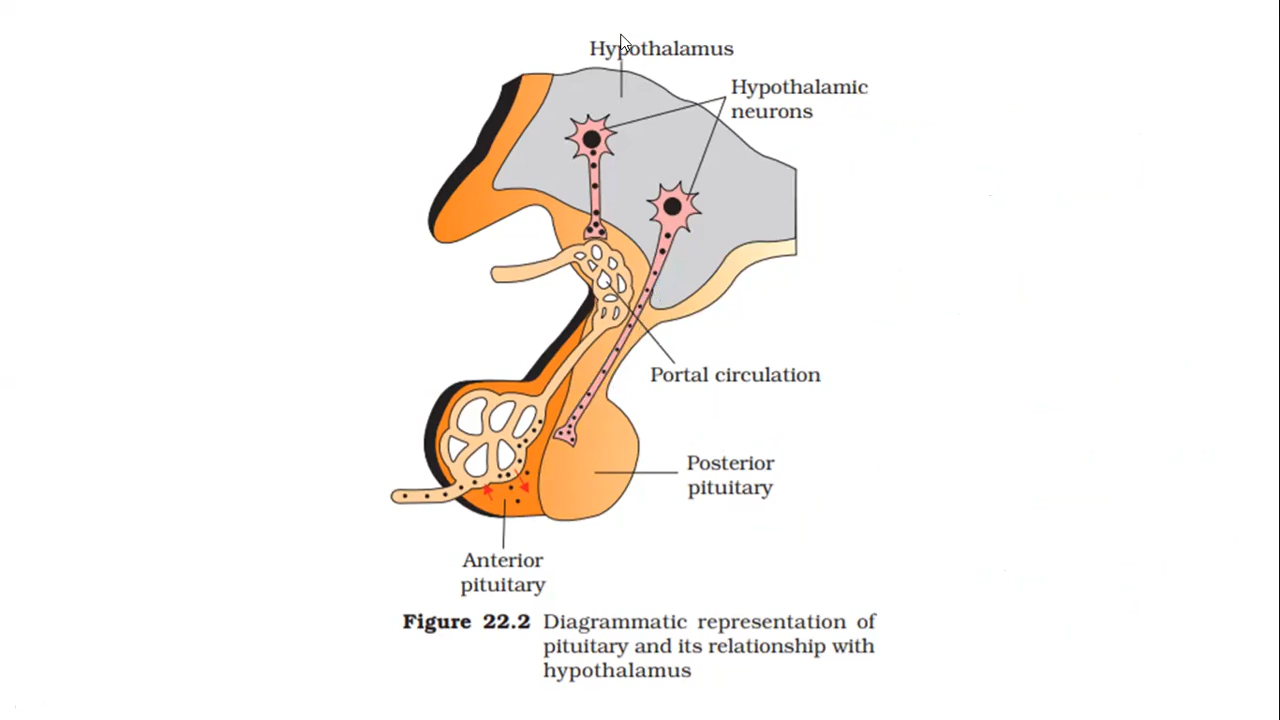 Hypothalamus
Hypothalamic
neurons
Portal circulation
Posterior
pituitary
Anterior
pituitary
Figure 22.2 Diagrammatic representation of
pituitary and its relationship with
hypothalamus